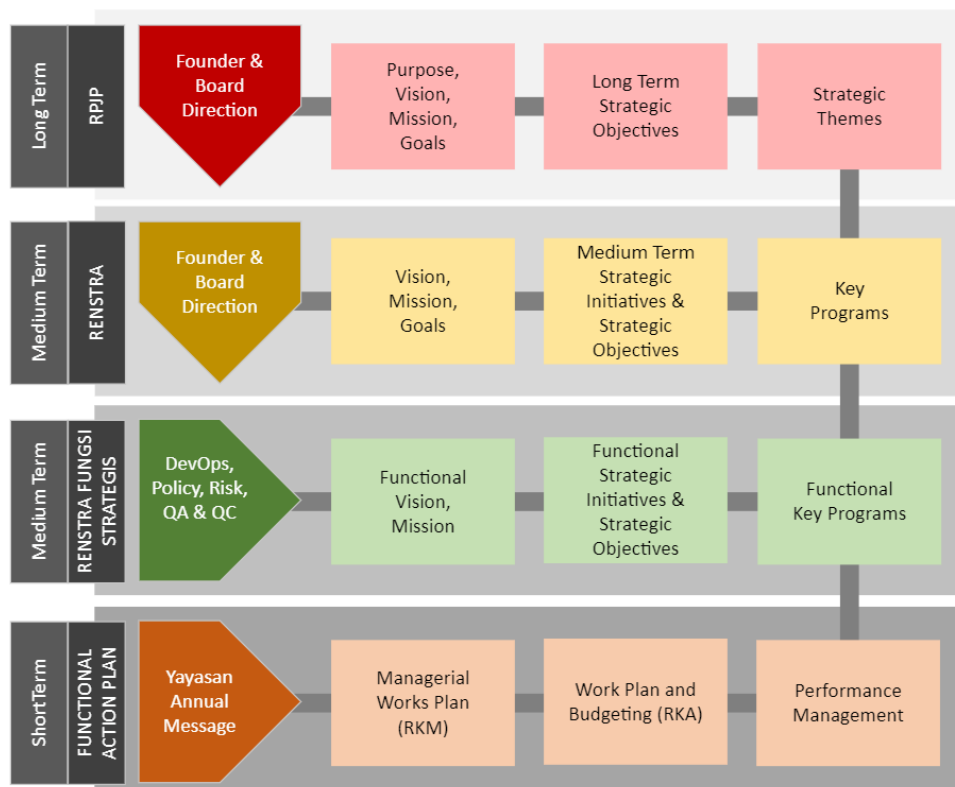 Long Term
RPJP
Founder &
Board
Direction
Purpose,
Vision,
Mission,
Goals
Long Term
Strategic
Objectives
Strategic
Themes
Medium Term
RENSTRA
Founder &
Board
Direction
Vision,
Mission,
Goals
Medium Term
Strategic
Initiatives &
Strategic
Objectives
Key
Programs
Medium Term
RENSTRA FUNGSI
STRATEGIS
DevOps,
Policy, Risk,
QA & QC
Functional
Vision,
Mission
Functional
Strategic
Initiatives &
Strategic
Objectives
Functional
Key Programs
ShortTerm
FUNCTIONAL
ACTION PLAN
Yayasan
Annual
Message
Managerial
Works Plan
(RKM)
Work Plan and
Budgeting (RKA)
Performance
Management